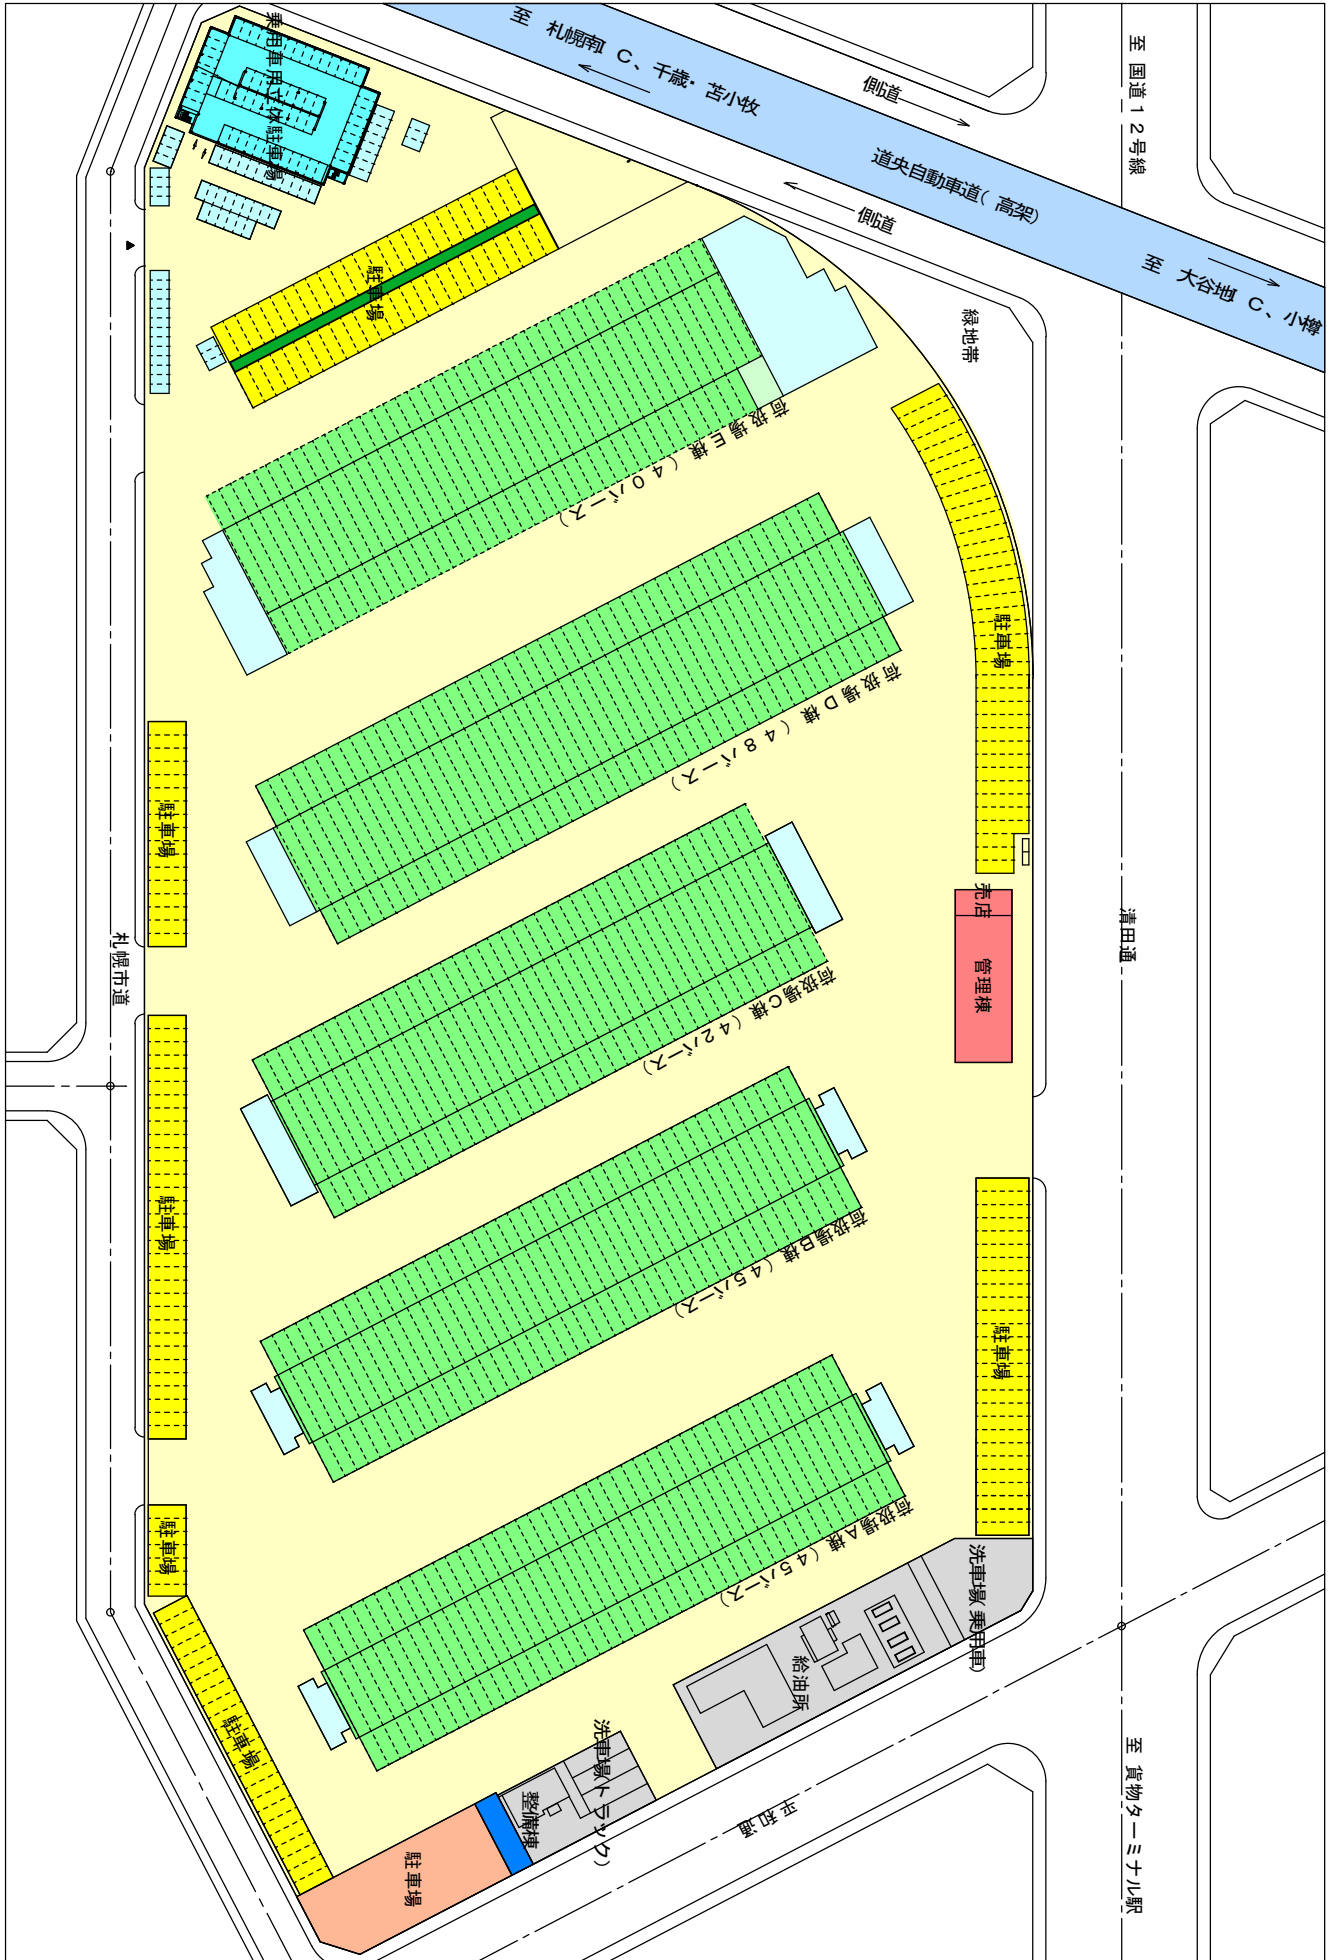 至 札幌南ＩＣ、千歳・苫小牧
側道
至 国道１２号線
道央自動車道(高架)
側道
至 大谷地ＩＣ、小樽
緑地帯
乗用車用立体駐車場
駐車場
荷扱場Ｅ棟（４０バース）
荷扱場Ｄ棟（４８バース）
駐車場
駐車場
売店
管理棟
清田通
札幌市道
荷扱場Ｃ棟（４２バース）
荷扱場Ｂ棟（４５バース）
駐車場
駐車場
荷扱場Ａ棟（４５バース）
駐車場
洗車場(乗用車)
給油所
駐車場
洗車場(トラック)
整備棟
駐車場
平和通
至 貨物ターミナル駅